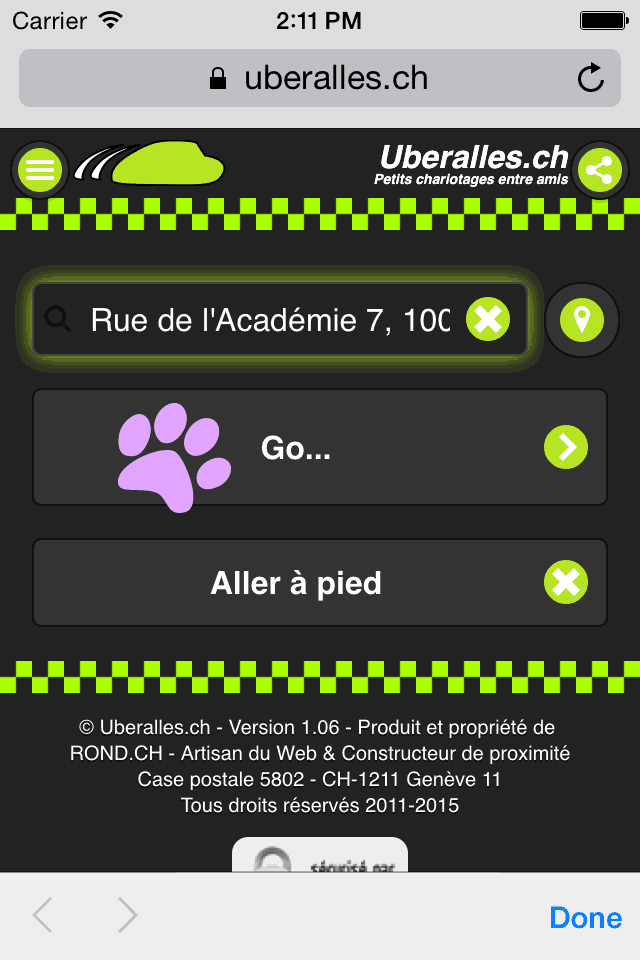 Carrier 2:11 PM
uberalles.ch
Uberalles.ch
Petits chariotages entre amis
Rue de l'Académie 7, 100
Go...
Aller à pied
© Uberalles.ch - Version 1.06 - Produit et propriété de
ROND.CH - Artisan du Web & Constructeur de proximité
Case postale 5802 - CH-1211 Genève 11
Tous droits réservés 2011-2015
sécurisé par
Done